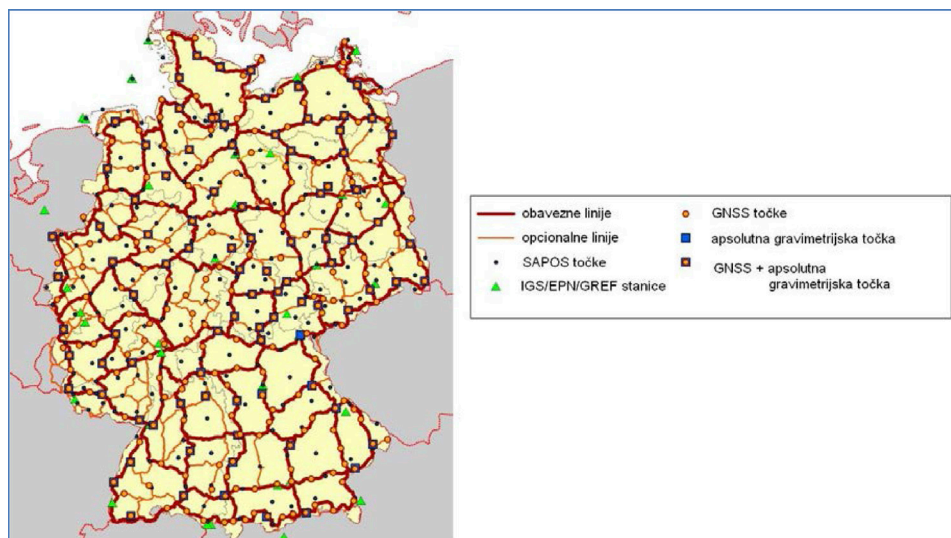 obavezne linije
opcionalne linije
SAPOS točke
IGS/EPN/GREF stanice
GNSS točke
apsolutna gravimetrijska točka
GNSS + apsolutna
gravimetrijska točka